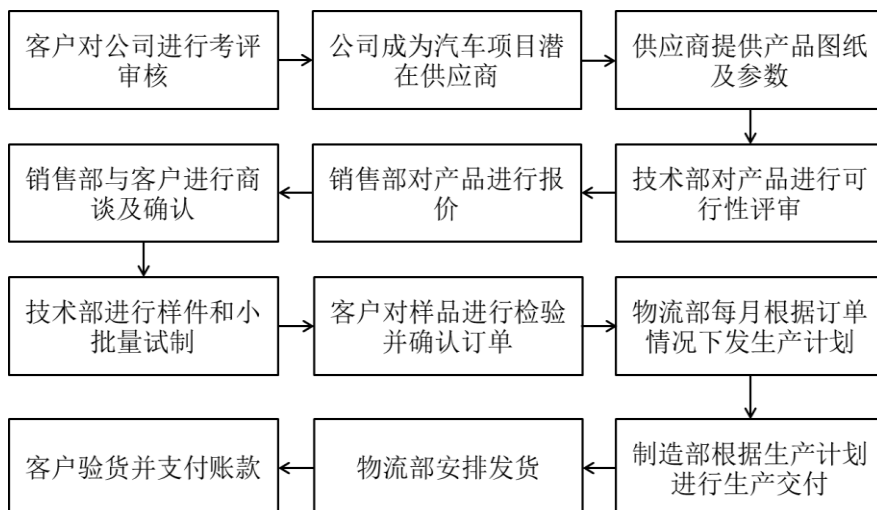 客户对公司进行考评
审核
公司成为汽车项目潜
在供应商
供应商提供产品图纸
及参数
技术部对产品进行可
行性评审
销售部对产品进行报
价
销售部与客户进行商
谈及确认
技术部进行样件和小
批量试制
客户对样品进行检验
并确认订单
物流部每月根据订单
情况下发生产计划
制造部根据生产计划
进行生产交付
物流部安排发货
客户验货并支付账款